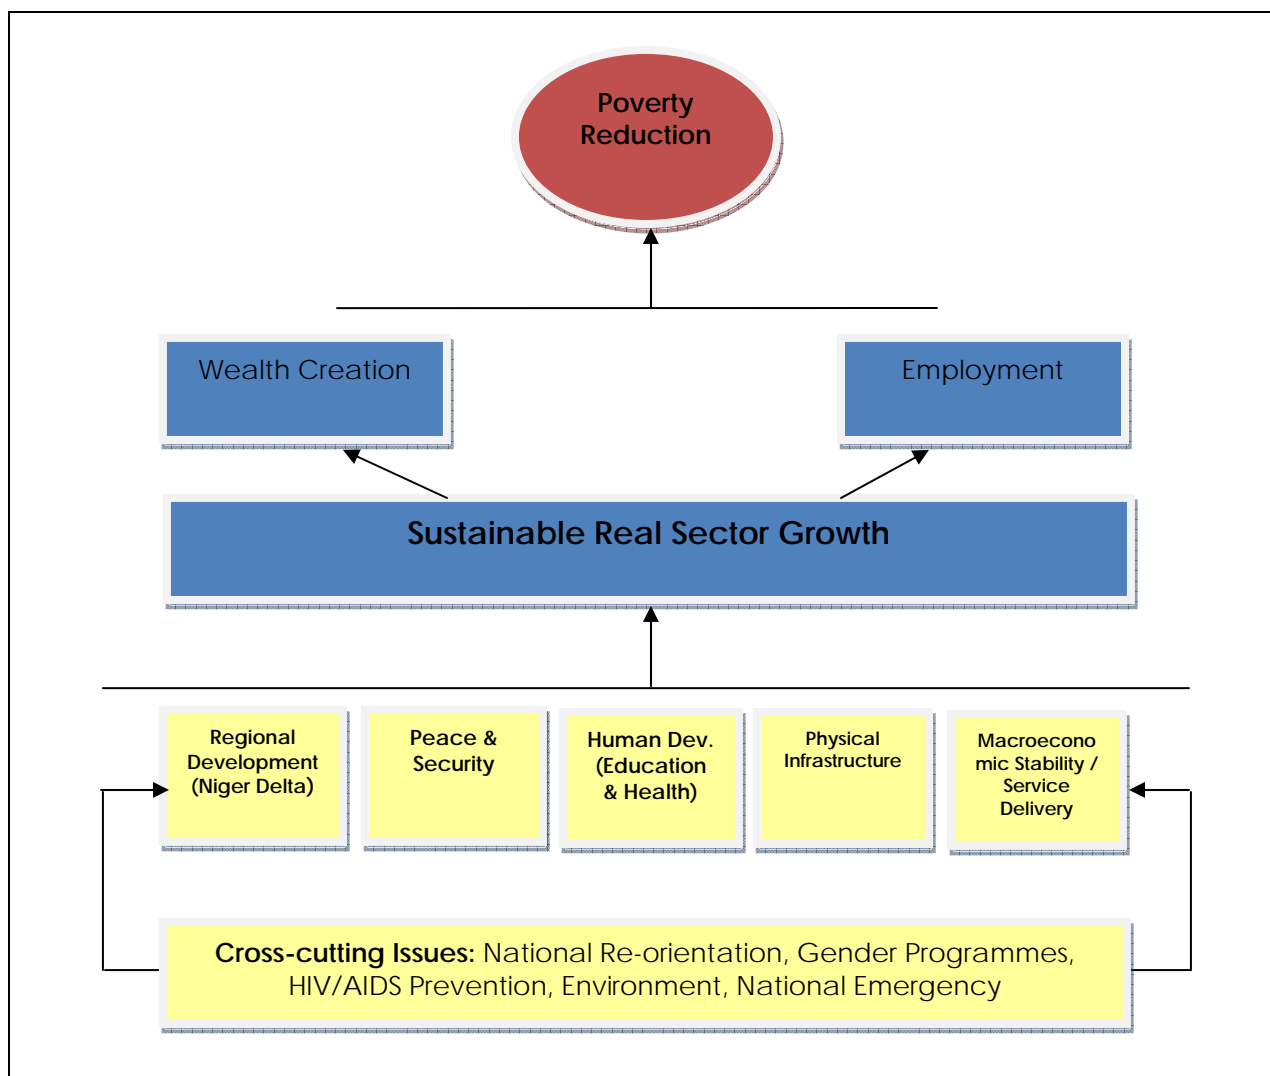 Poverty
Reduction
Wealth Creation
Employment
Sustainable Real Sector Growth
Regional
Development
(Niger Delta)
Peace &
Security
Human Dev.
(Education
& Health)
Physical
Infrastructure
Macroecono
mic Stability /
Service
Delivery
Cross-cutting Issues: National Re-orientation, Gender Programmes,
HIV/AIDS Prevention, Environment, National Emergency